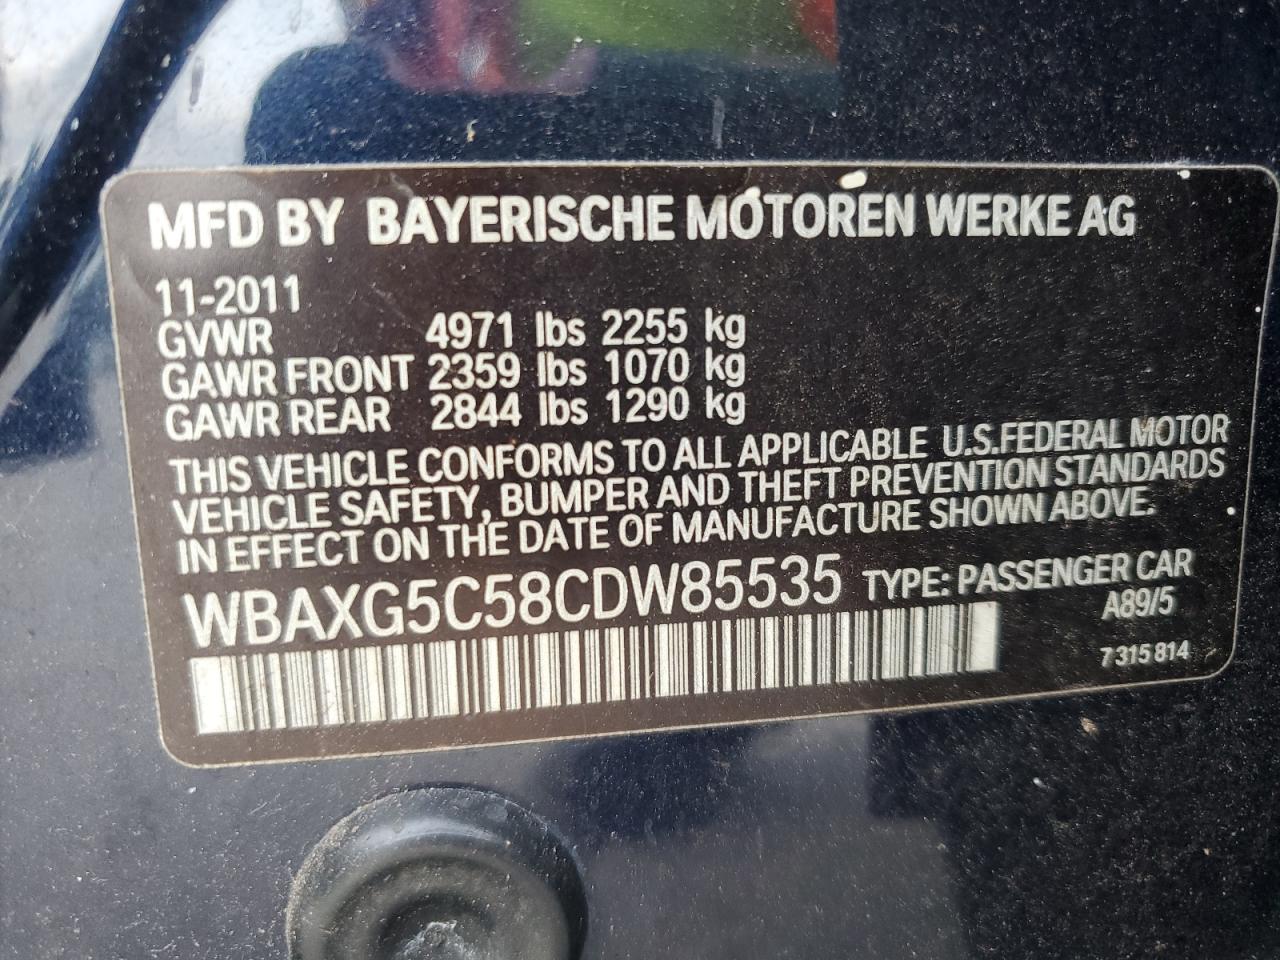 MFD BY BAYERISCHE MOTOREN WERKE AG
11-2011
GVWR 4971 lbs 2255 kg
GAWR FRONT 2359 lbs 1070 kg
GAWR REAR 2844 lbs 1290 kg
THIS VEHICLE CONFORMS TO ALL APPLICABLE U.S.FEDERAL MOTOR
VEHICLE SAFETY, BUMPER AND THEFT PREVENTION STANDARDS
IN EFFECT ON THE DATE OF MANUFACTURE SHOWN ABOVE.
WBAXG5C58CDW85535 TYPE: PASSENGER CAR
A89/5
7 315 814